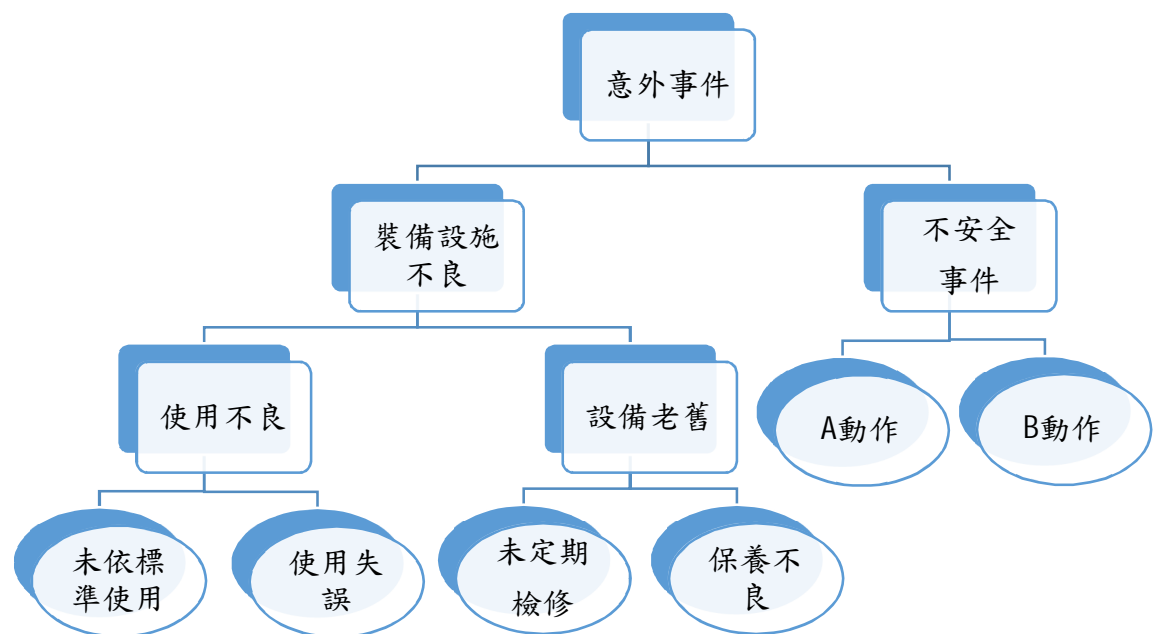 意外事件
裝備設施
不良
不安全
事件
使用不良
設備老舊
A動作
B動作
未依標
準使用
使用失
誤
未定期
檢修
保養不
良